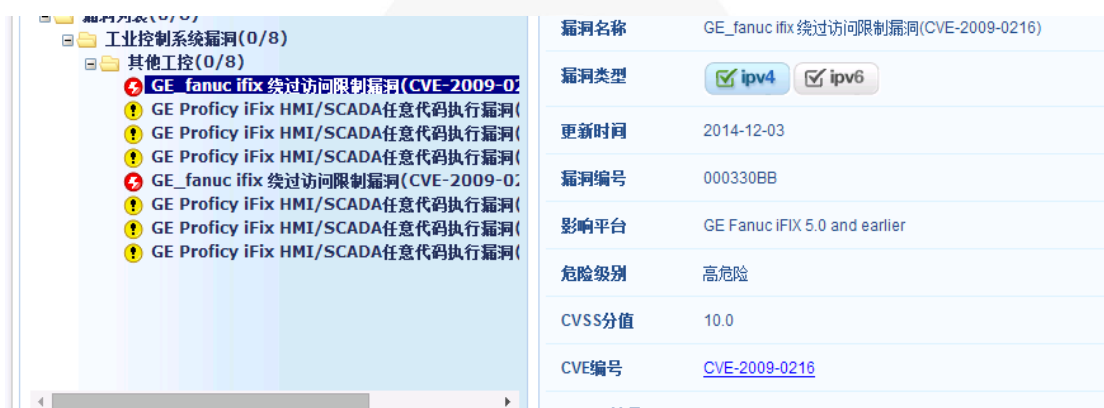 漏洞列表(0/8)
工业控制系统漏洞(0/8)
其他工控(0/8)
GE_fanuc ifix 绕过访问限制漏洞(CVE-2009-02
GE Proficy iFix HMI/SCADA任意代码执行漏洞(
GE Proficy iFix HMI/SCADA任意代码执行漏洞(
GE Proficy iFix HMI/SCADA任意代码执行漏洞(
GE_fanuc ifix 绕过访问限制漏洞(CVE-2009-02
GE Proficy iFix HMI/SCADA任意代码执行漏洞(
GE Proficy iFix HMI/SCADA任意代码执行漏洞(
GE Proficy iFix HMI/SCADA任意代码执行漏洞(
漏洞名称 GE_fanuc ifix 绕过访问限制漏洞(CVE-2009-0216)
漏洞类型 ipv4 ipv6
更新时间 2014-12-03
漏洞编号 000330BB
影响平台 GE Fanuc iFIX 5.0 and earlier
危险级别 高危险
CVSS分值 10.0
CVE编号 CVE-2009-0216